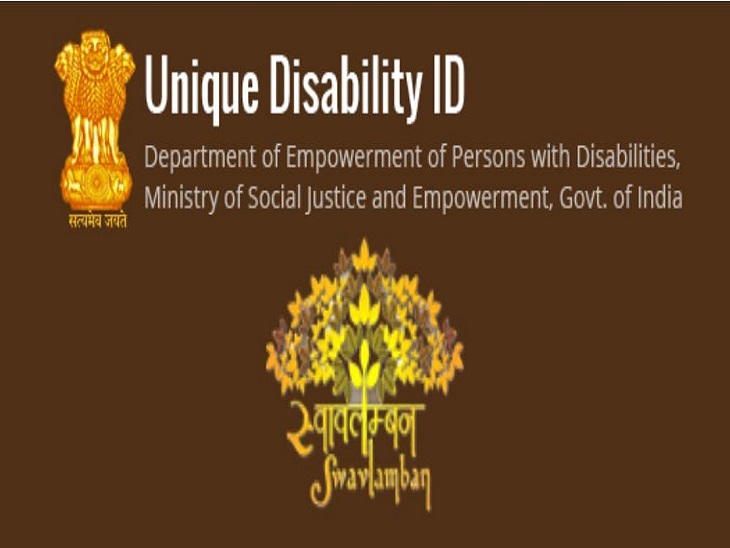 Unique Disability ID
Department of Empowerment of Persons with Disabilities,
Ministry of Social Justice and Empowerment, Govt. of India
सत्यमेव जयते
स्वावलम्बन
Swavlamban